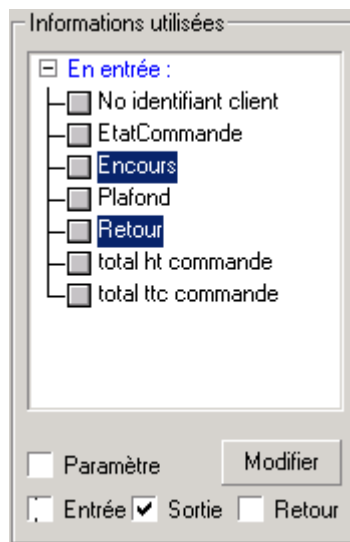 Informations utilisées
En entrée :
No identifiant client
EtatCommande
Encours
Plafond
Retour
total ht commande
total ttc commande
Paramètre Modifier
Entrée Sortie Retour